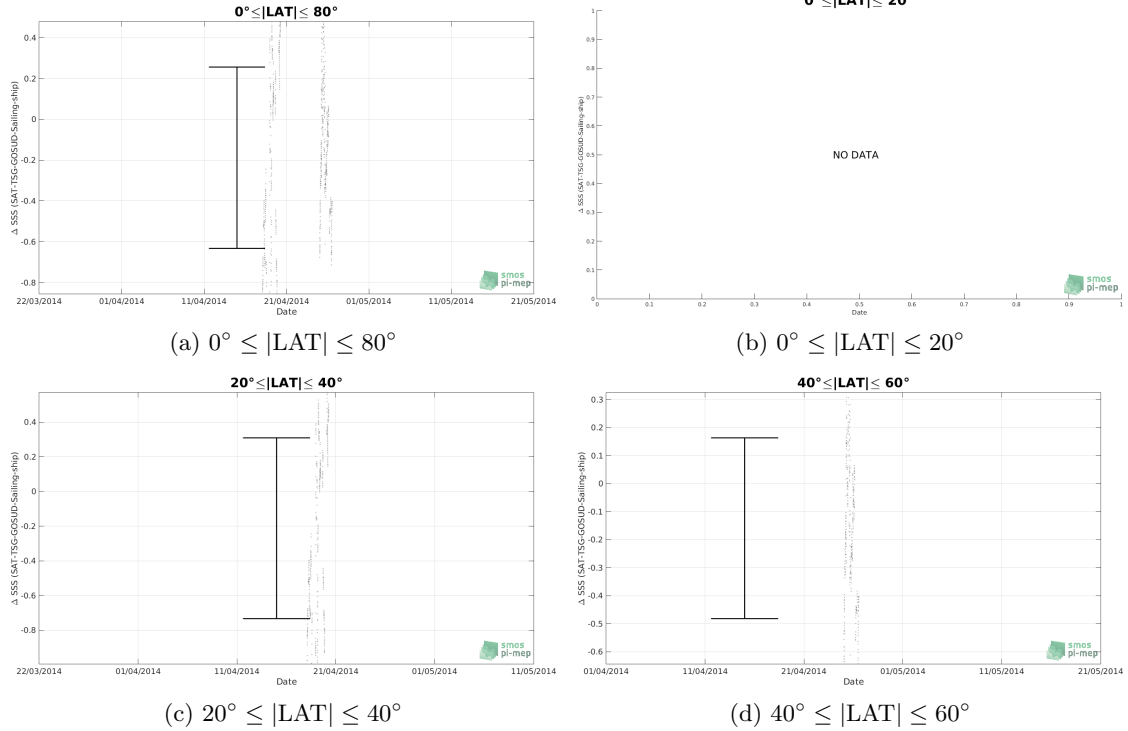 0°≤|LAT|≤ 80°
Δ SSS (SAT-TSG-GOSUD-Sailing-ship)
0.4
0.2
0
-0.2
-0.4
-0.6
-0.8
22/03/2014 01/04/2014 11/04/2014 21/04/2014 01/05/2014 11/05/2014 21/05/2014
Date
smos
pi-mep
(a) 0° ≤ |LAT| ≤ 80°
0°≤|LAT|≤ 20°
Δ SSS (SAT-TSG-GOSUD-Sailing-ship)
1
0.9
0.8
0.7
0.6
0.5
0.4
0.3
0.2
0.1
0
NO DATA
0 0.1 0.2 0.3 0.4 0.5 0.6 0.7 0.8 0.9 1
Date
smos
pi-mep
(b) 0° ≤ |LAT| ≤ 20°
20°≤|LAT|≤ 40°
Δ SSS (SAT-TSG-GOSUD-Sailing-ship)
0.4
0.2
0
-0.2
-0.4
-0.6
-0.8
22/03/2014 01/04/2014 11/04/2014 21/04/2014 01/05/2014 11/05/2014
Date
smos
pi-mep
(c) 20° ≤ |LAT| ≤ 40°
40°≤|LAT|≤ 60°
Δ SSS (SAT-TSG-GOSUD-Sailing-ship)
0.3
0.2
0.1
0
-0.1
-0.2
-0.3
-0.4
-0.5
-0.6
01/04/2014 11/04/2014 21/04/2014 01/05/2014 11/05/2014 21/05/2014
Date
smos
pi-mep
(d) 40° ≤ |LAT| ≤ 60°